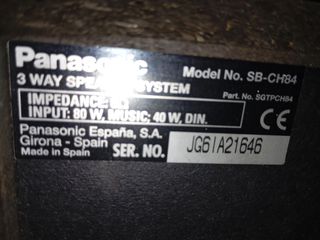 Panasonic
Model No. SB-CH84
3 WAY SPEAKER SYSTEM
Part. No. SGTPCH84
IMPEDANCE
INPUT: 80 W, MUSIC; 40 W, DIN.
Panasonic España, S.A.
Girona - Spain
Made in Spain
SER. NO.
JG6IA21646